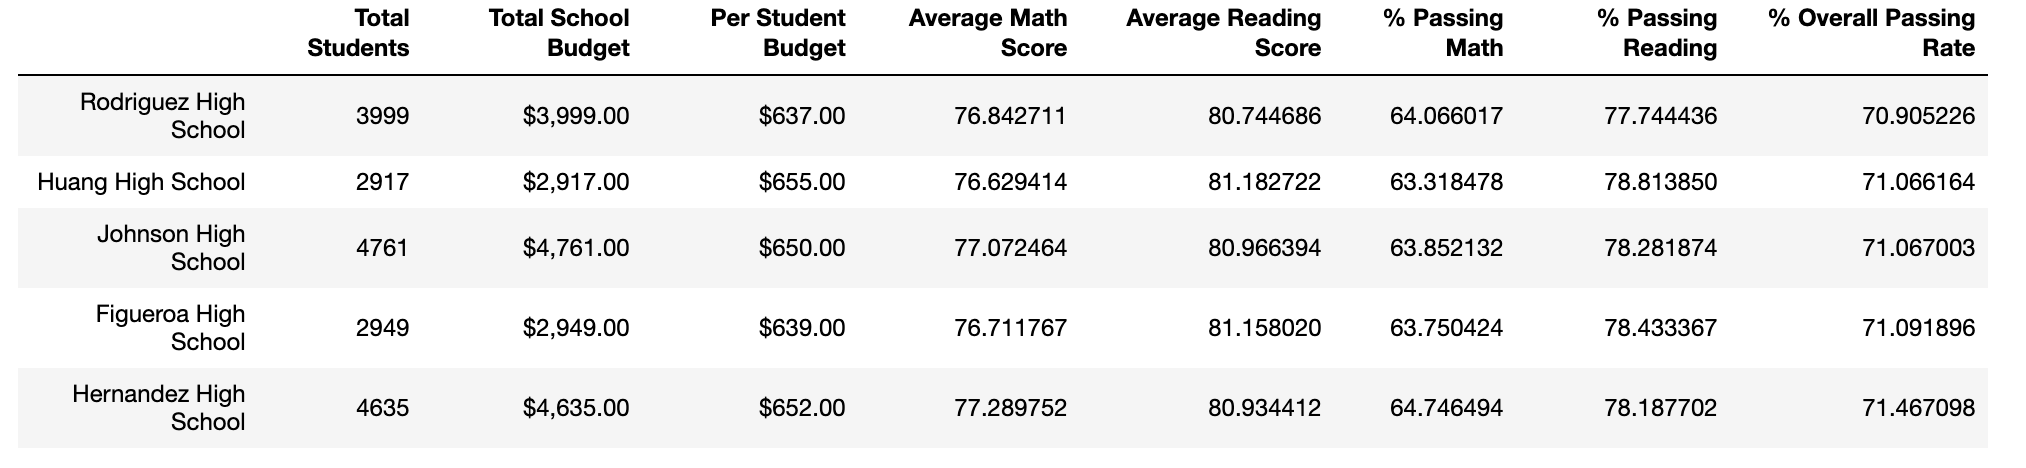 Total Students Total School Budget Per Student Budget Average Math Score Average Reading Score % Passing Math % Passing Reading % Overall Passing Rate
Rodriguez High School 3999 $3,999.00 $637.00 76.842711 80.744686 64.066017 77.744436 70.905226
Huang High School 2917 $2,917.00 $655.00 76.629414 81.182722 63.318478 78.813850 71.066164
Johnson High School 4761 $4,761.00 $650.00 77.072464 80.966394 63.852132 78.281874 71.067003
Figueroa High School 2949 $2,949.00 $639.00 76.711767 81.158020 63.750424 78.433367 71.091896
Hernandez High School 4635 $4,635.00 $652.00 77.289752 80.934412 64.746494 78.187702 71.467098